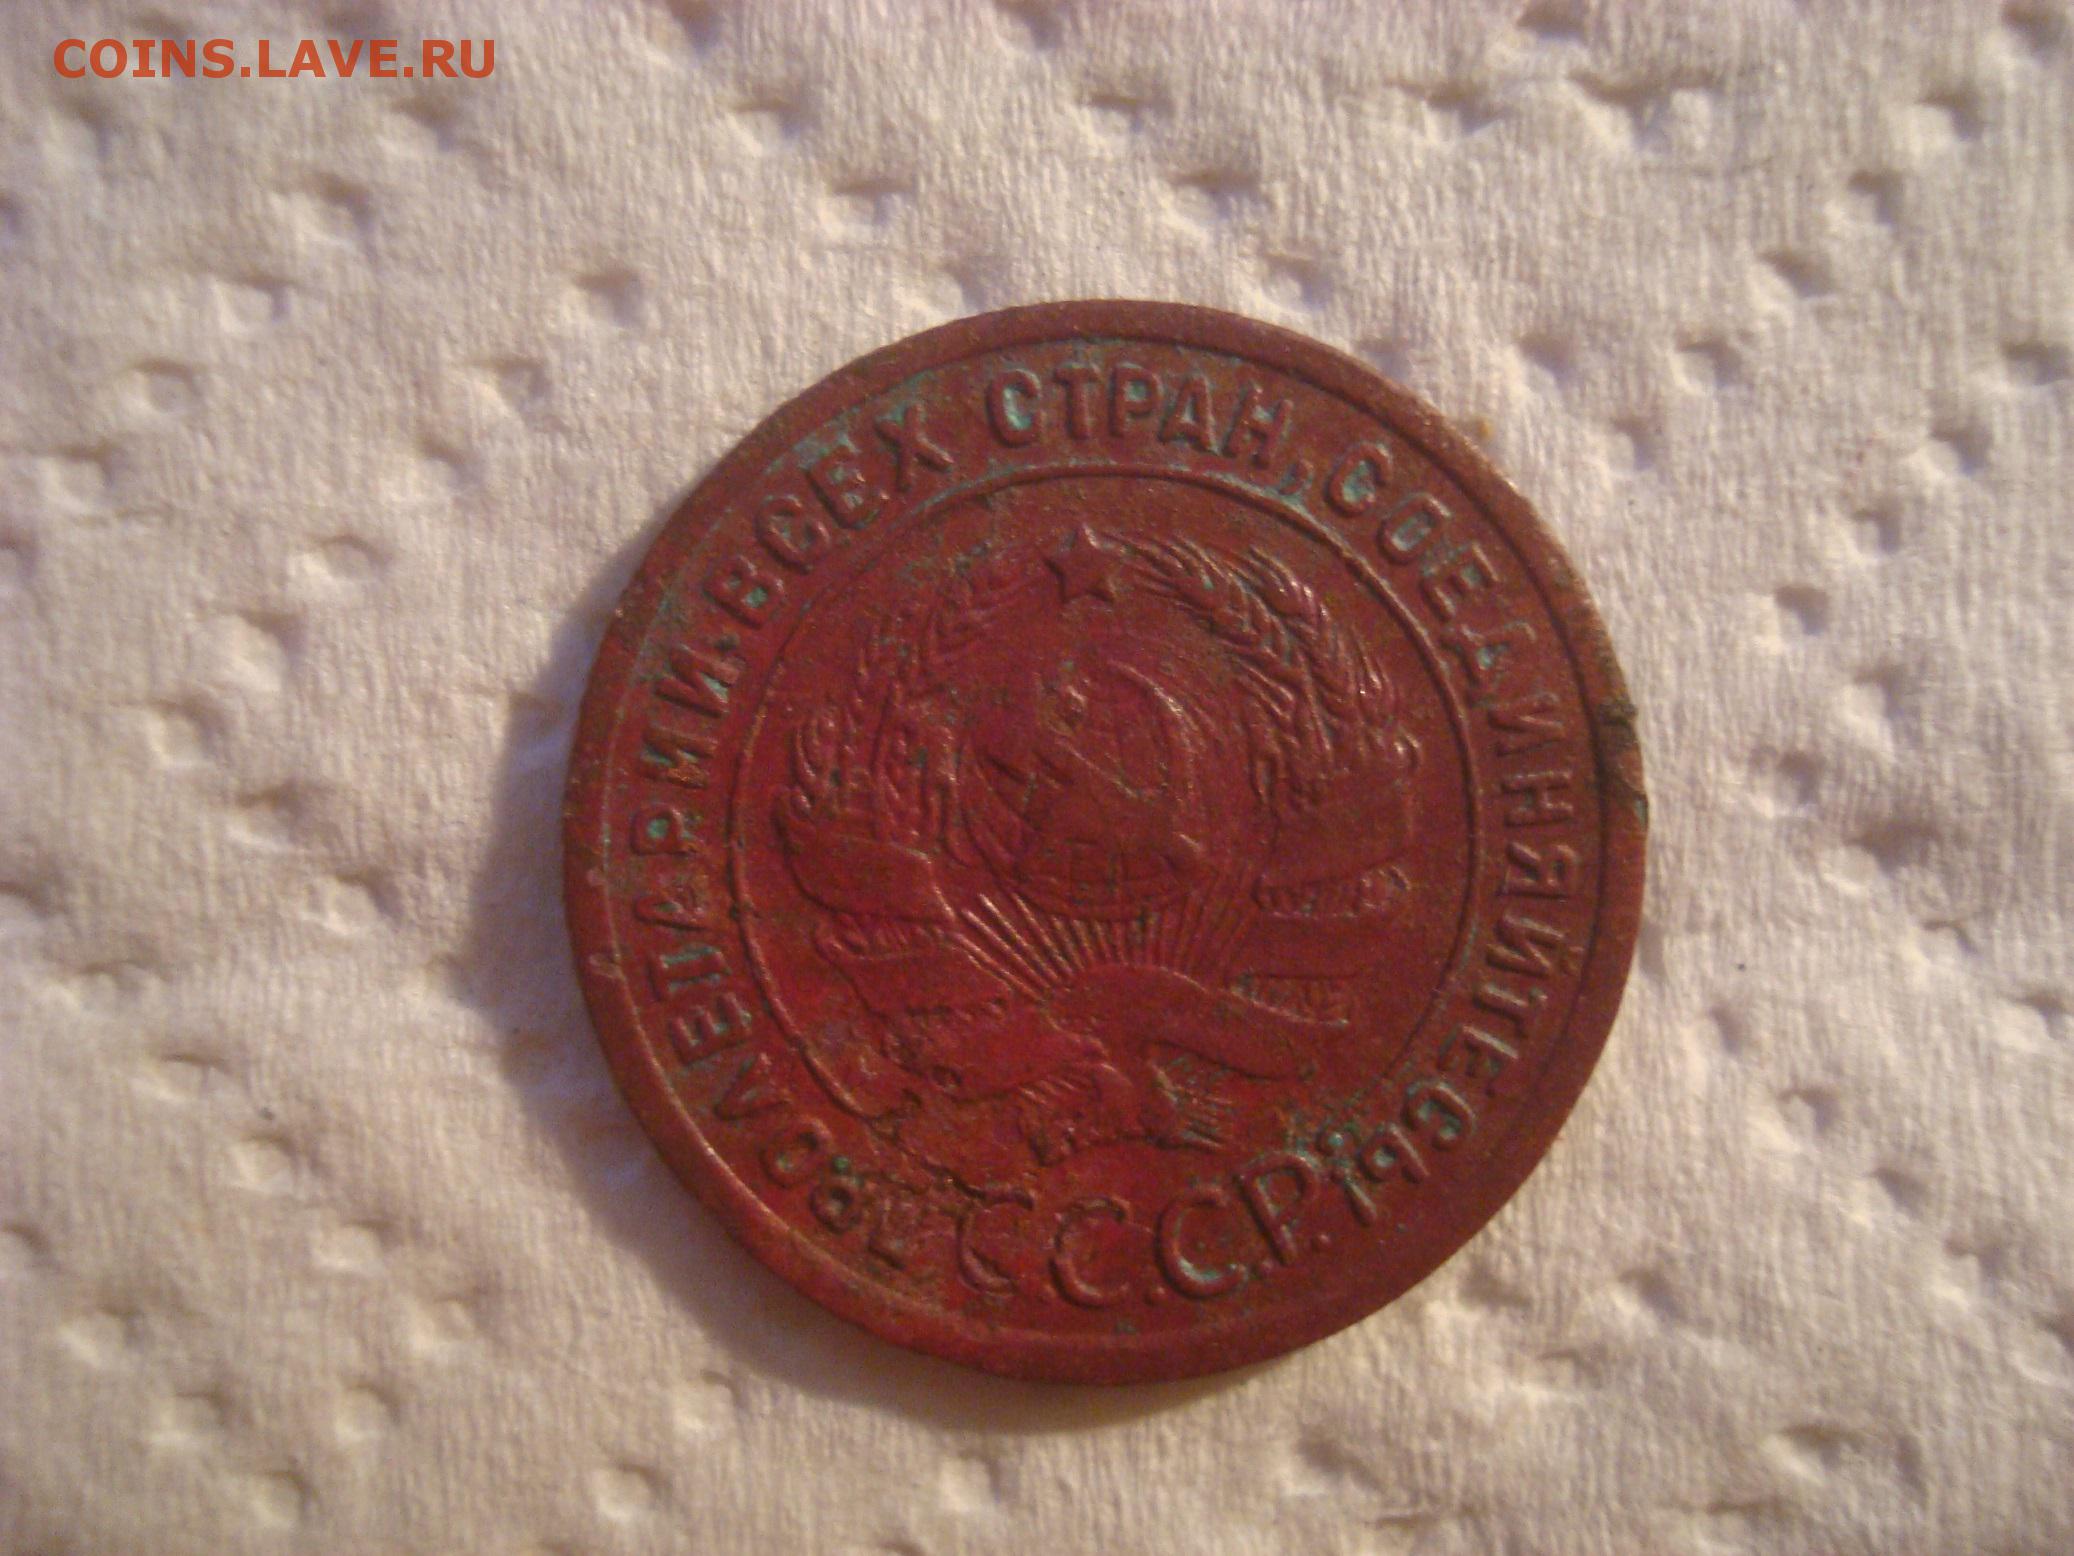 COINS.LAVE.RU
ПРОЛЕТАРИИ ВСЕХ СТРАН, СОЕДИНЯЙТЕСЬ!
С.С.С.Р.